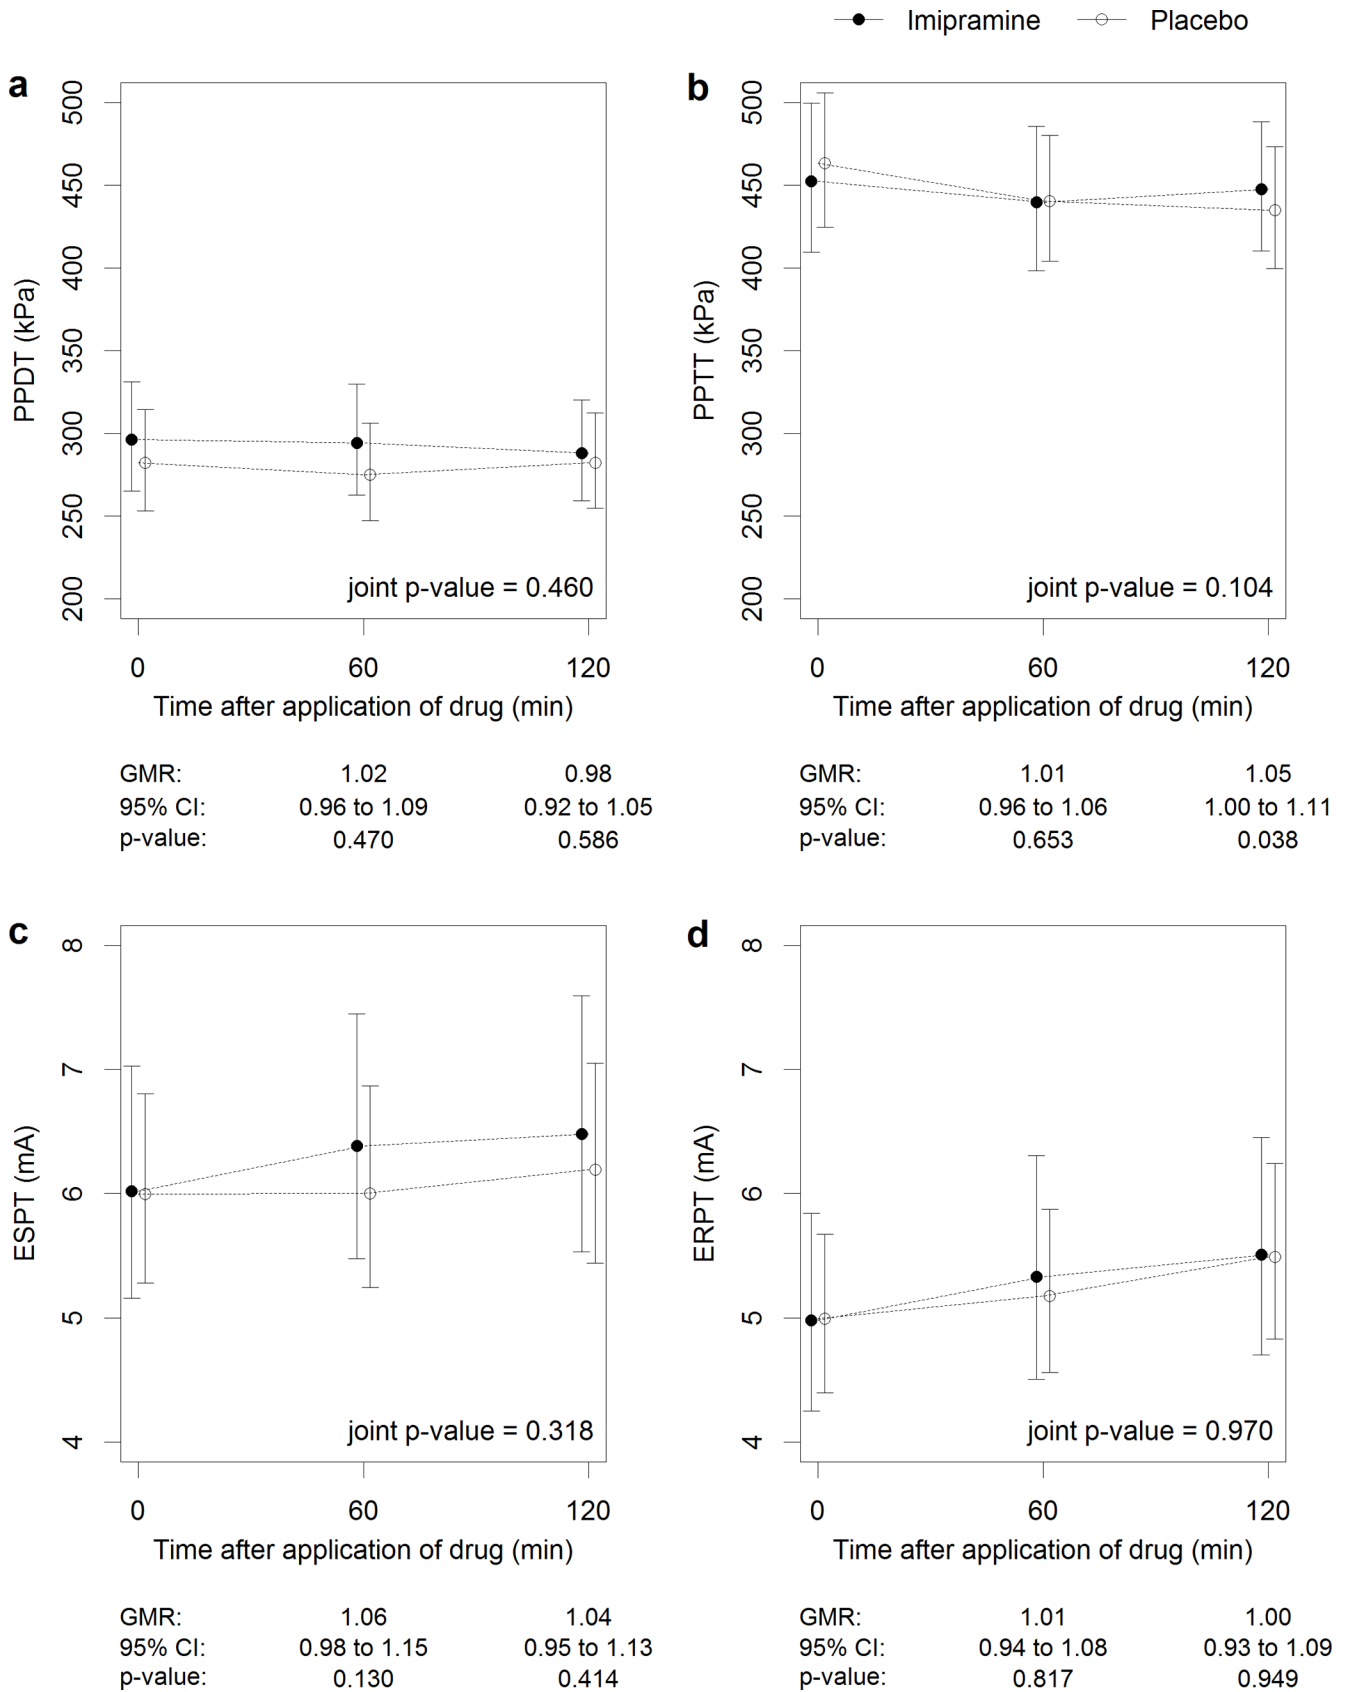 Imipramine Placebo
a
500
450
400
350
300
250
200
PPDT (kPa)
joint p-value = 0.460
0 60 120
Time after application of drug (min)
GMR: 1.02 0.98
95% CI: 0.96 to 1.09 0.92 to 1.05
p-value: 0.470 0.586
b
500
450
400
350
300
250
200
PPTT (kPa)
joint p-value = 0.104
0 60 120
Time after application of drug (min)
GMR: 1.01 1.05
95% CI: 0.96 to 1.06 1.00 to 1.11
p-value: 0.653 0.038
c
8
7
6
5
4
ESPT (mA)
joint p-value = 0.318
0 60 120
Time after application of drug (min)
GMR: 1.06 1.04
95% CI: 0.98 to 1.15 0.95 to 1.13
p-value: 0.130 0.414
d
8
7
6
5
4
ERPT (mA)
joint p-value = 0.970
0 60 120
Time after application of drug (min)
GMR: 1.01 1.00
95% CI: 0.94 to 1.08 0.93 to 1.09
p-value: 0.817 0.949